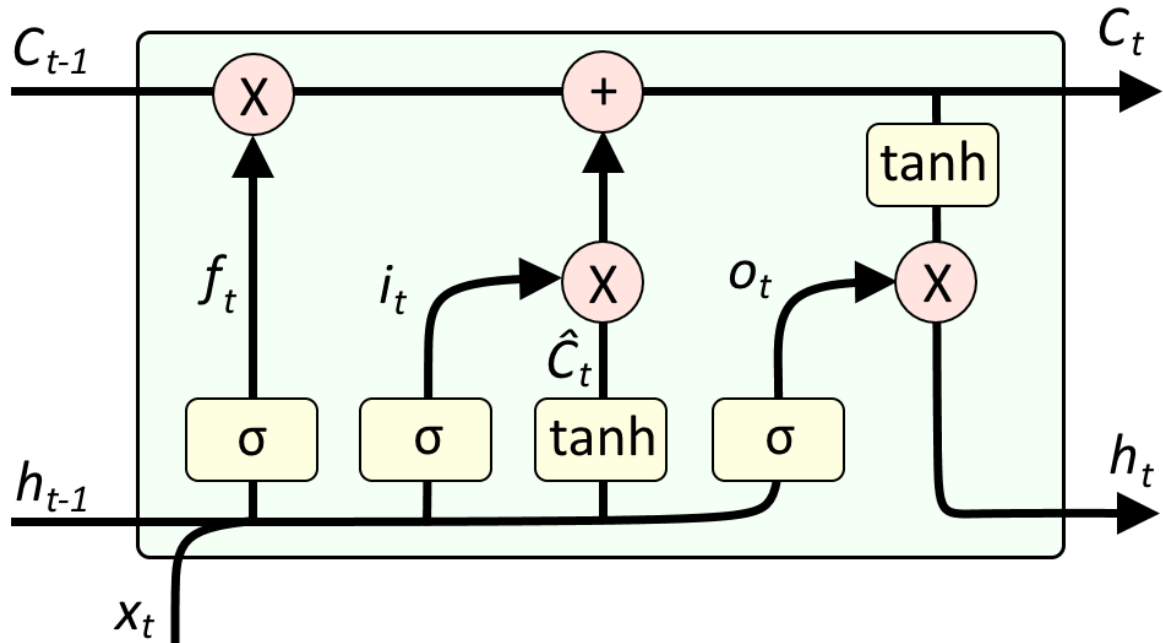 C_{t-1}
C_t
X
+
tanh
f_t
i_t
X
o_t
X
Ĉ_t
σ
σ
tanh
σ
h_{t-1}
h_t
x_t